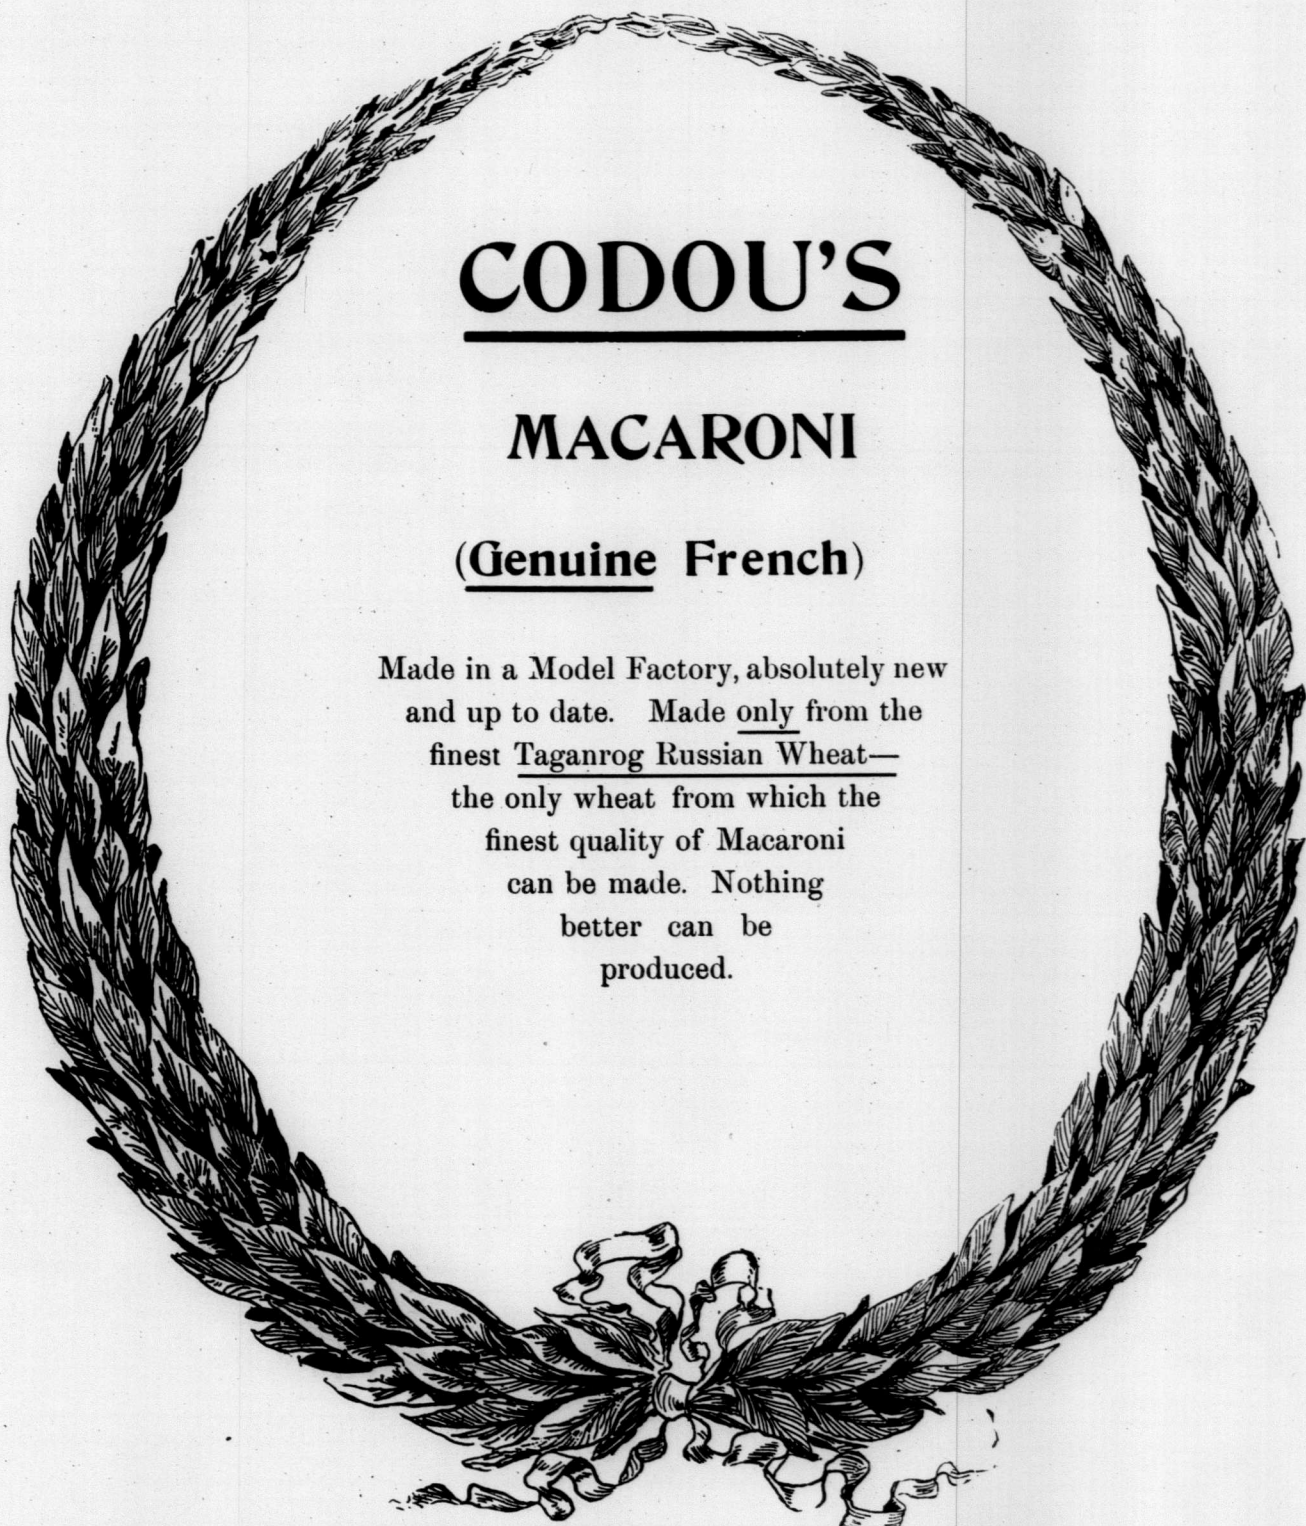 CODOU'S
MACARONI
(Genuine French)
Made in a Model Factory, absolutely new
and up to date. Made only from the
finest Taganrog Russian Wheat—
the only wheat from which the
finest quality of Macaroni
can be made. Nothing
better can be
produced.